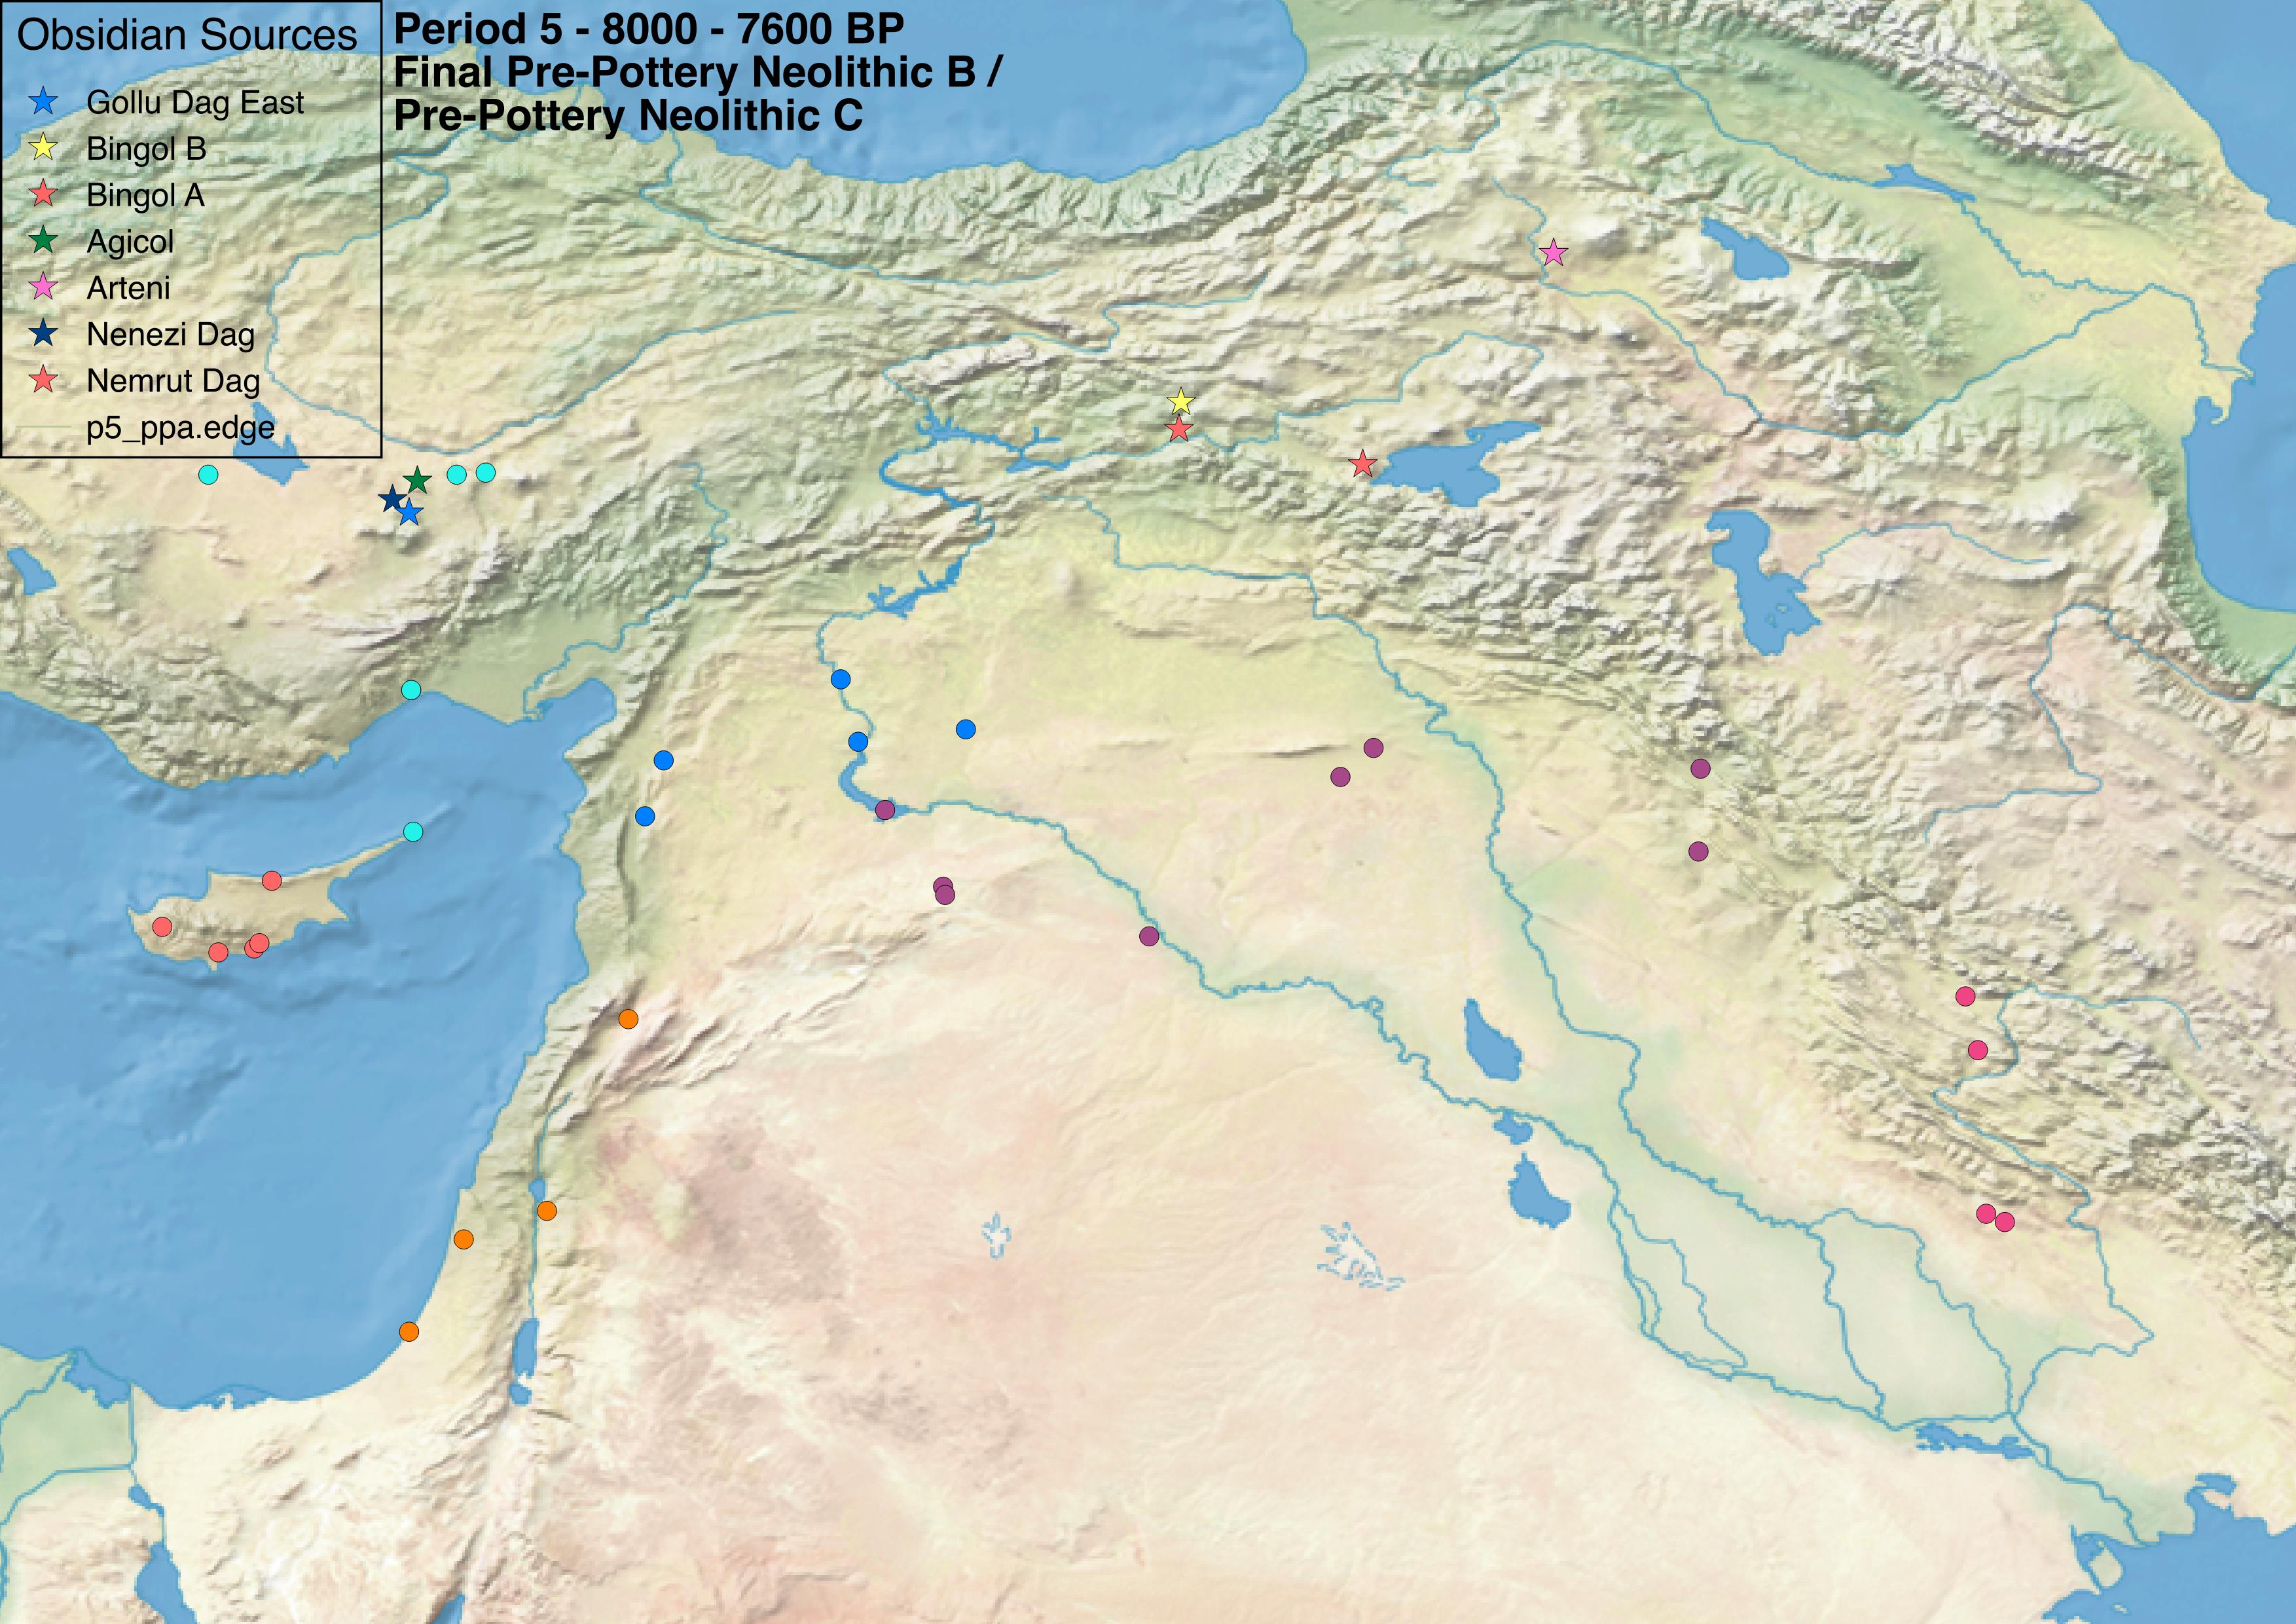 Obsidian Sources
Gollu Dag East
Bingol B
Bingol A
Agicol
Arteni
Nenezi Dag
Nemrut Dag
p5_ppa.edge
Period 5 - 8000 - 7600 BP
Final Pre-Pottery Neolithic B /
Pre-Pottery Neolithic C